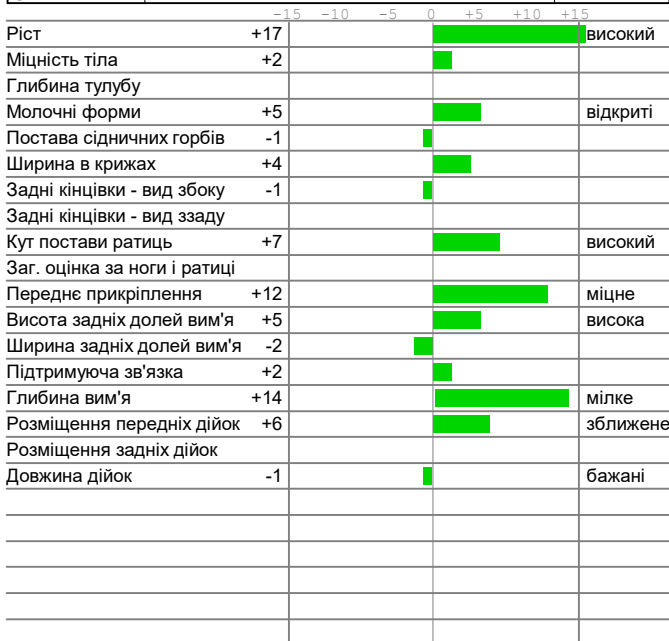 -15 -10 -5 0 +5 +10 +15
Ріст +17 високий
Міцність тіла +2
Глибина тулубу
Молочні форми +5 відкриті
Постава сідничних горбів -1
Ширина в крижах +4
Задні кінцівки - вид збоку -1
Задні кінцівки - вид ззаду
Кут постави ратиць +7 високий
Заг. оцінка за ноги і ратиці
Переднє прикріплення +12 міцне
Висота задніх долей вим'я +5 висока
Ширина задніх долей вим'я -2
Підтримуюча зв'язка +2
Глибина вим'я +14 мілке
Розміщення передніх дійок +6 зближене
Розміщення задніх дійок
Довжина дійок -1 бажані